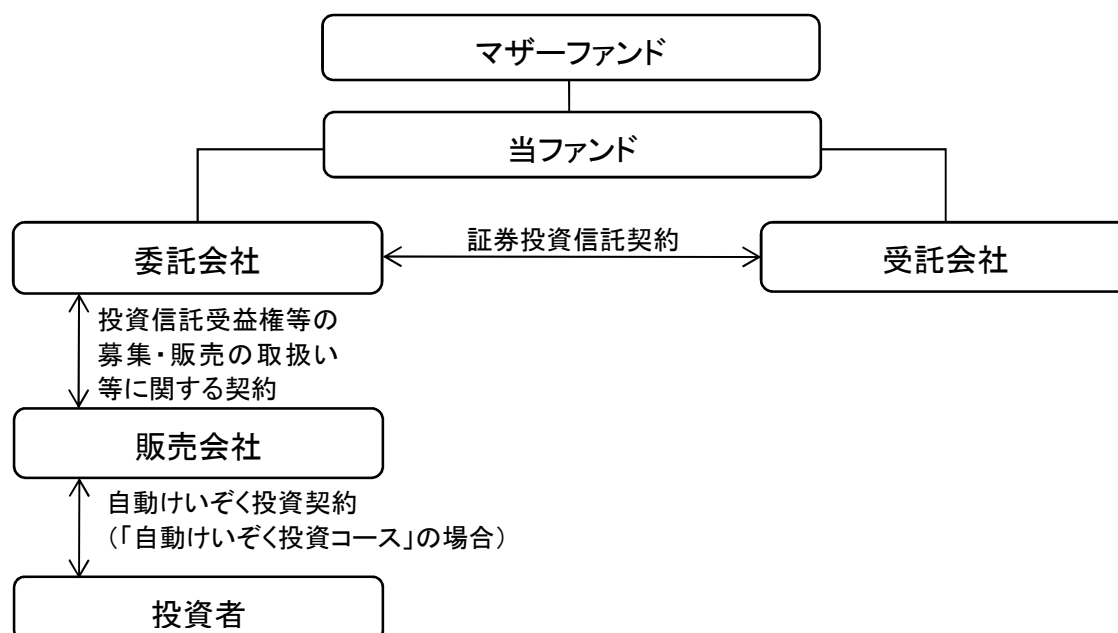 マザーファンド
当ファンド
委託会社
証券投資信託契約
受託会社
投資信託受益権等の
募集・販売の取扱い
等に関する契約
販売会社
自動けいぞく投資契約
(「自動けいぞく投資コース」の場合)
投資者